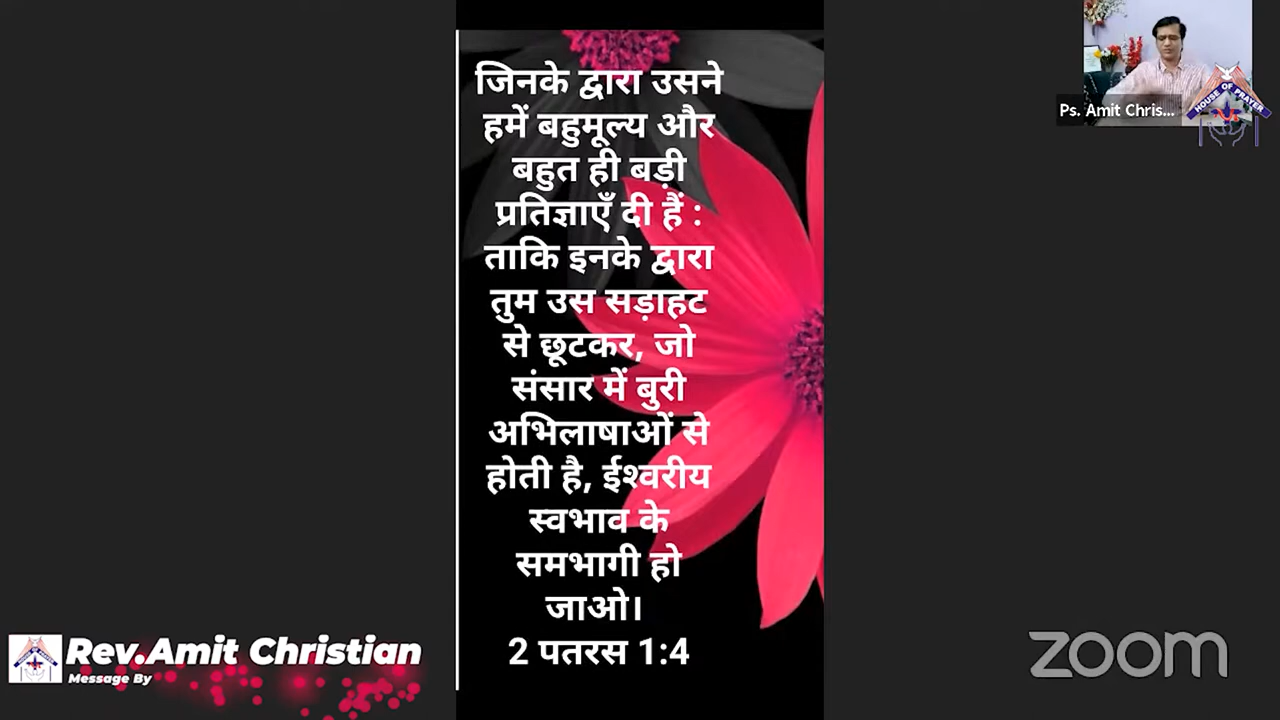 जिनके द्वारा उसने
हमें बहुमूल्य और
बहुत ही बड़ी
प्रतिज्ञाएँ दी हैं :
ताकि इनके द्वारा
तुम उस सड़ाहट
से छूटकर, जो
संसार में बुरी
अभिलाषाओं से
होती है, ईश्वरीय
स्वभाव के
समभागी हो
जाओ।
2 पतरस 1:4
Ps. Amit Chris...
HOUSE OF PRAYER
Rev.Amit Christian
Message By
zoom